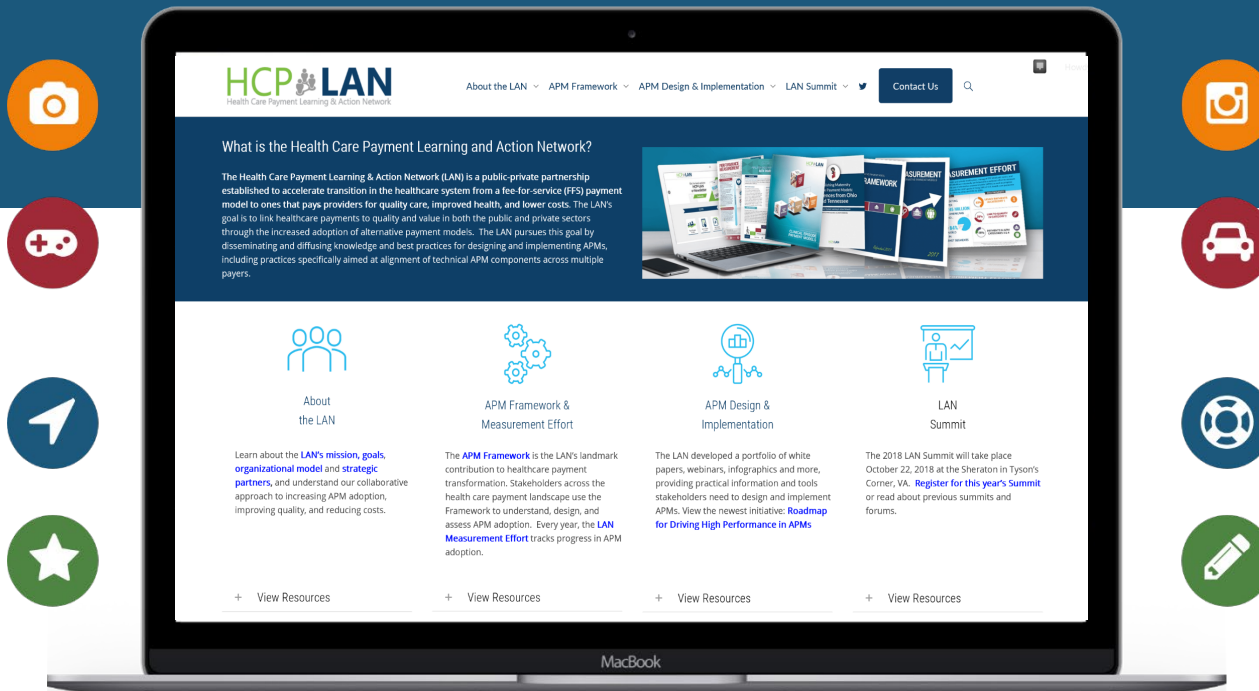 HCP LAN
Health Care Payment Learning & Action Network
About the LAN
APM Framework
APM Design & Implementation
LAN Summit
Contact Us
What is the Health Care Payment Learning and Action Network?
The Health Care Payment Learning & Action Network (LAN) is a public-private partnership
established to accelerate transition in the healthcare system from a fee-for-service (FFS) payment
model to ones that pays providers for quality care, improved health, and lower costs. The LAN's
goal is to link healthcare payments to quality and value in both the public and private sectors
through the increased adoption of alternative payment models. The LAN pursues this goal by
disseminating and diffusing knowledge and best practices for designing and implementing APMs,
including practices specifically aimed at alignment of technical APM components across multiple
payers.
FRAMEWORK
ASUREMENT
ASUREMENT EFFORT
2017
About
the LAN
Learn about the LAN's mission, goals,
organizational model and strategic
partners, and understand our collaborative
approach to increasing APM adoption,
improving quality, and reducing costs.
+ View Resources
APM Framework &
Measurement Effort
The APM Framework is the LAN's landmark
contribution to healthcare payment
transformation. Stakeholders across the
health care payment landscape use the
Framework to understand, design, and
assess APM adoption. Every year, the LAN
Measurement Effort tracks progress in APM
adoption.
+ View Resources
APM Design &
Implementation
The LAN developed a portfolio of white
papers, webinars, infographics and more,
providing practical information and tools
stakeholders need to design and implement
APMs. View the newest initiative: Roadmap
for Driving High Performance in APMs
+ View Resources
LAN
Summit
The 2018 LAN Summit will take place
October 22, 2018 at the Sheraton in Tyson's
Corner, VA. Register for this year's Summit
or read about previous summits and
forums.
+ View Resources
MacBook